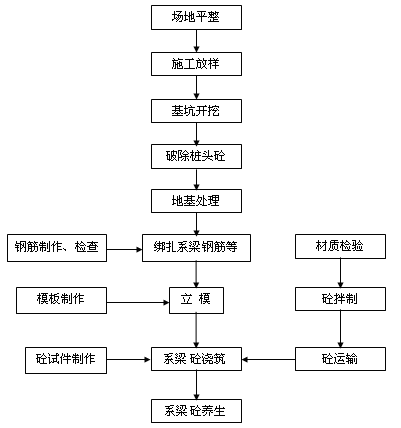 场地平整
施工放样
基坑开挖
破除桩头砼
地基处理
钢筋制作、检查
绑扎系梁钢筋等
材质检验
模板制作
立 模
砼拌制
砼试件制作
系梁 砼浇筑
砼运输
系梁 砼养生